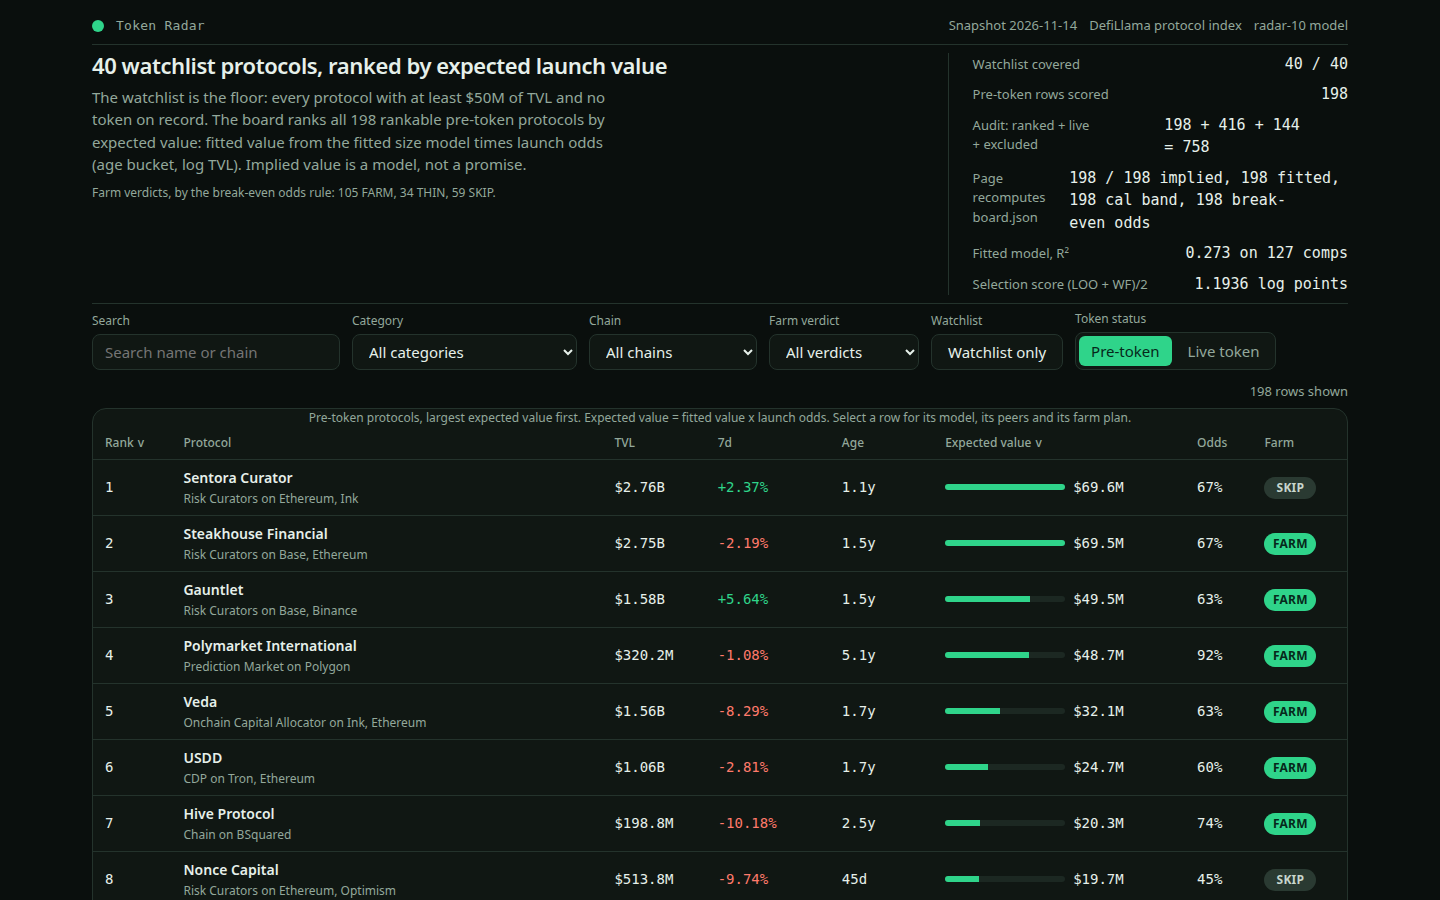 Token Radar
Snapshot 2026-11-14 DefiLlama protocol index radar-10 model
40 watchlist protocols, ranked by expected launch value
The watchlist is the floor: every protocol with at least $50M of TVL and no
token on record. The board ranks all 198 rankable pre-token protocols by
expected value: fitted value from the fitted size model times launch odds
(age bucket, log TVL). Implied value is a model, not a promise.
Farm verdicts, by the break-even odds rule: 105 FARM, 34 THIN, 59 SKIP.
Watchlist covered 40 / 40
Pre-token rows scored 198
Audit: ranked + live
+ excluded
198 + 416 + 144
= 758
Page
recomputes
board.json
198 / 198 implied, 198 fitted,
198 cal band, 198 break-
even odds
Fitted model, R² 0.273 on 127 comps
Selection score (LOO + WF)/2 1.1936 log points
Search Category Chain Farm verdict Watchlist Token status
Search name or chain All categories All chains All verdicts Watchlist only Pre-token Live token
198 rows shown
Pre-token protocols, largest expected value first. Expected value = fitted value x launch odds. Select a row for its model, its peers and its farm plan.
Rank v Protocol TVL 7d Age Expected value v Odds Farm
1 Sentora Curator $2.76B +2.37% 1.1y $69.6M 67% SKIP
Risk Curators on Ethereum, Ink
2 Steakhouse Financial $2.75B -2.19% 1.5y $69.5M 67% FARM
Risk Curators on Base, Ethereum
3 Gauntlet $1.58B +5.64% 1.5y $49.5M 63% FARM
Risk Curators on Base, Binance
4 Polymarket International $320.2M -1.08% 5.1y $48.7M 92% FARM
Prediction Market on Polygon
5 Veda $1.56B -8.29% 1.7y $32.1M 63% FARM
Onchain Capital Allocator on Ink, Ethereum
6 USDD $1.06B -2.81% 1.7y $24.7M 60% FARM
CDP on Tron, Ethereum
7 Hive Protocol $198.8M -10.18% 2.5y $20.3M 74% FARM
Chain on BSquared
8 Nonce Capital $513.8M -9.74% 45d $19.7M 45% SKIP
Risk Curators on Ethereum, Optimism